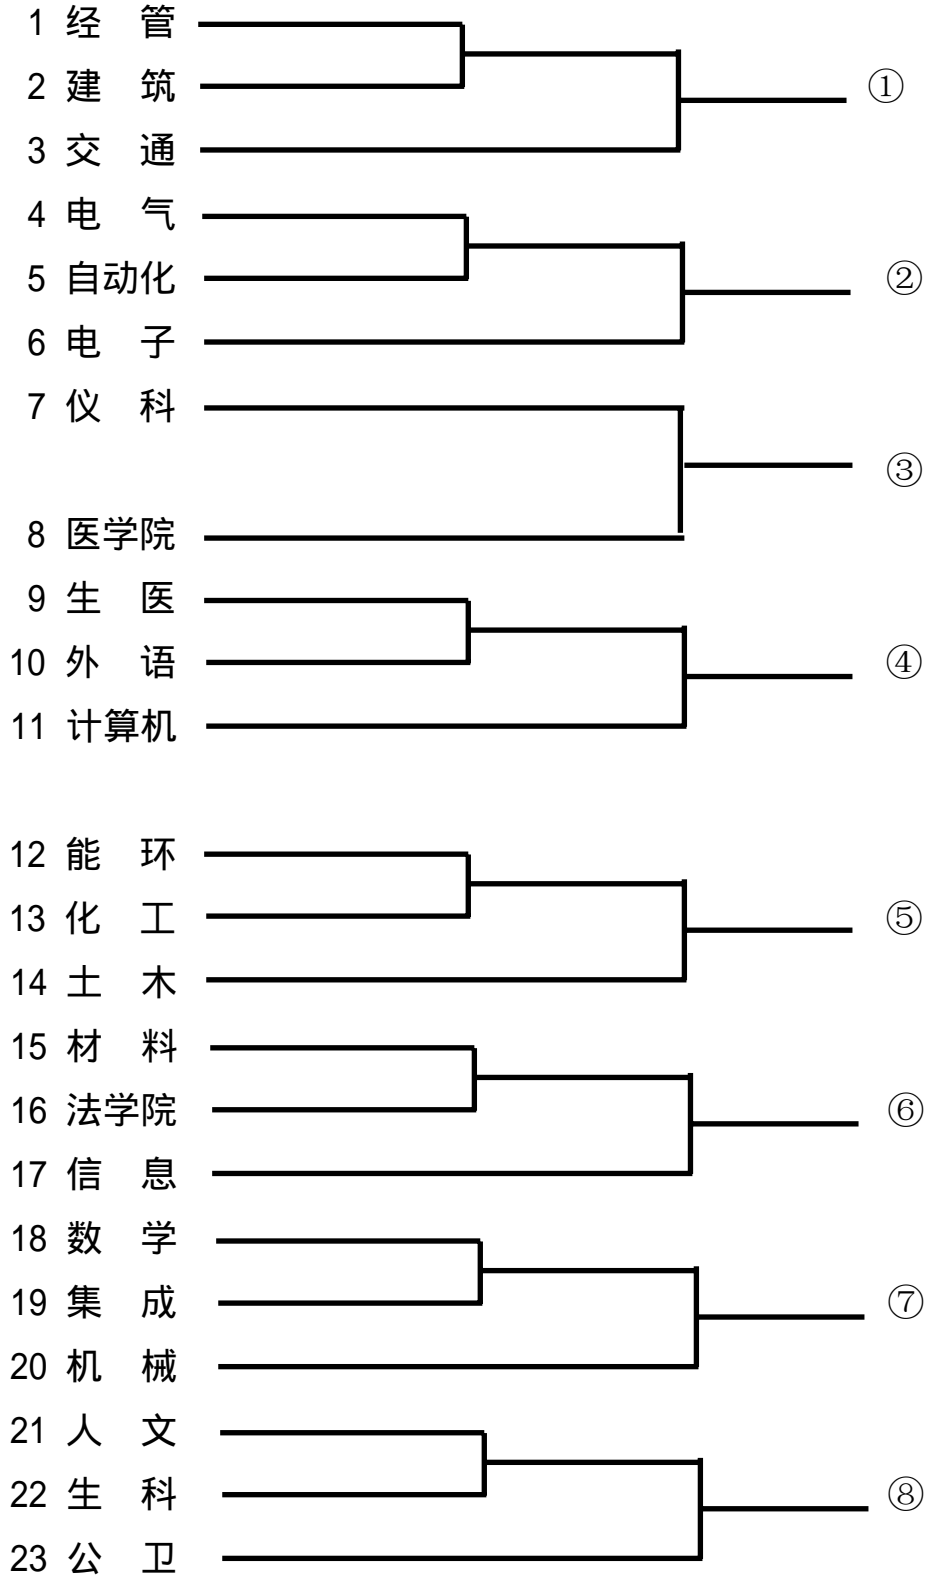 1 经 管
2 建 筑
①
3 交 通
4 电 气
5 自动化
②
6 电 子
7 仪 科
③
8 医学院
9 生 医
10 外 语
④
11 计算机
12 能 环
13 化 工
⑤
14 土 木
15 材 料
16 法学院
⑥
17 信 息
18 数 学
19 集 成
⑦
20 机 械
21 人 文
22 生 科
⑧
23 公 卫